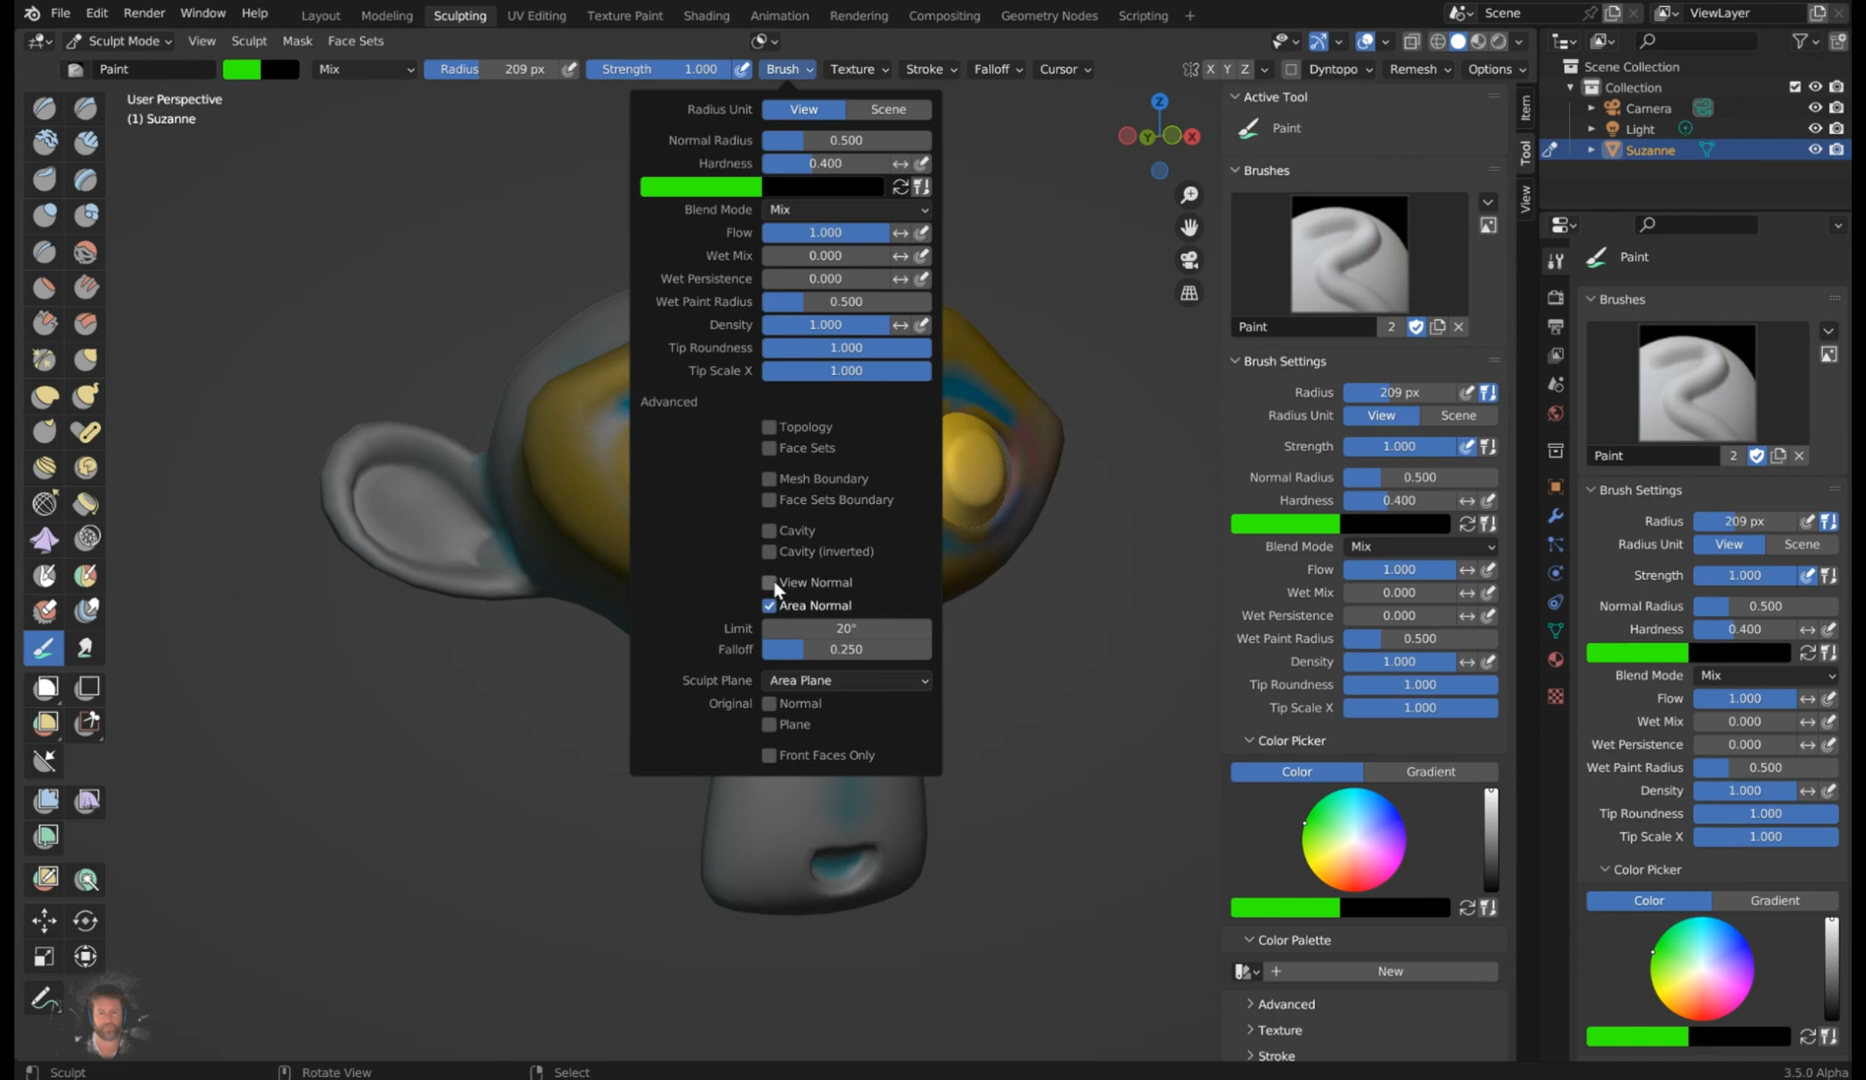 File Edit Render Window Help Layout Modeling Sculpting UV Editing Texture Paint Shading Animation Rendering Compositing Geometry Nodes Scripting + Scene ViewLayer
Sculpt Mode View Sculpt Mask Face Sets
Paint Mix Radius 209 px Strength 1.000 Brush Texture Stroke Falloff Cursor X Y Z Dyntopo Remesh Options
User Perspective
(1) Suzanne
Radius Unit View Scene
Normal Radius 0.500
Hardness 0.400
Blend Mode Mix
Flow 1.000
Wet Mix 0.000
Wet Persistence 0.000
Wet Paint Radius 0.500
Density 1.000
Tip Roundness 1.000
Tip Scale X 1.000
Advanced
Topology
Face Sets
Mesh Boundary
Face Sets Boundary
Cavity
Cavity (inverted)
View Normal
Area Normal
Limit 20°
Falloff 0.250
Sculpt Plane Area Plane
Original Normal
Plane
Front Faces Only
Z
Y X
Active Tool
Paint
Brushes
Paint 2
Brush Settings
Radius 209 px
Radius Unit View Scene
Strength 1.000
Normal Radius 0.500
Hardness 0.400
Blend Mode Mix
Flow 1.000
Wet Mix 0.000
Wet Persistence 0.000
Wet Paint Radius 0.500
Density 1.000
Tip Roundness 1.000
Tip Scale X 1.000
Color Picker
Color Gradient
Color Palette
+ New
Advanced
Texture
Stroke
Item
Tool
View
Scene Collection
Collection
Camera
Light
Suzanne
Paint
Brushes
Paint 2
Brush Settings
Radius 209 px
Radius Unit View Scene
Strength 1.000
Normal Radius 0.500
Hardness 0.400
Blend Mode Mix
Flow 1.000
Wet Mix 0.000
Wet Persistence 0.000
Wet Paint Radius 0.500
Density 1.000
Tip Roundness 1.000
Tip Scale X 1.000
Color Picker
Color Gradient
Sculpt Rotate View Select 3.5.0 Alpha